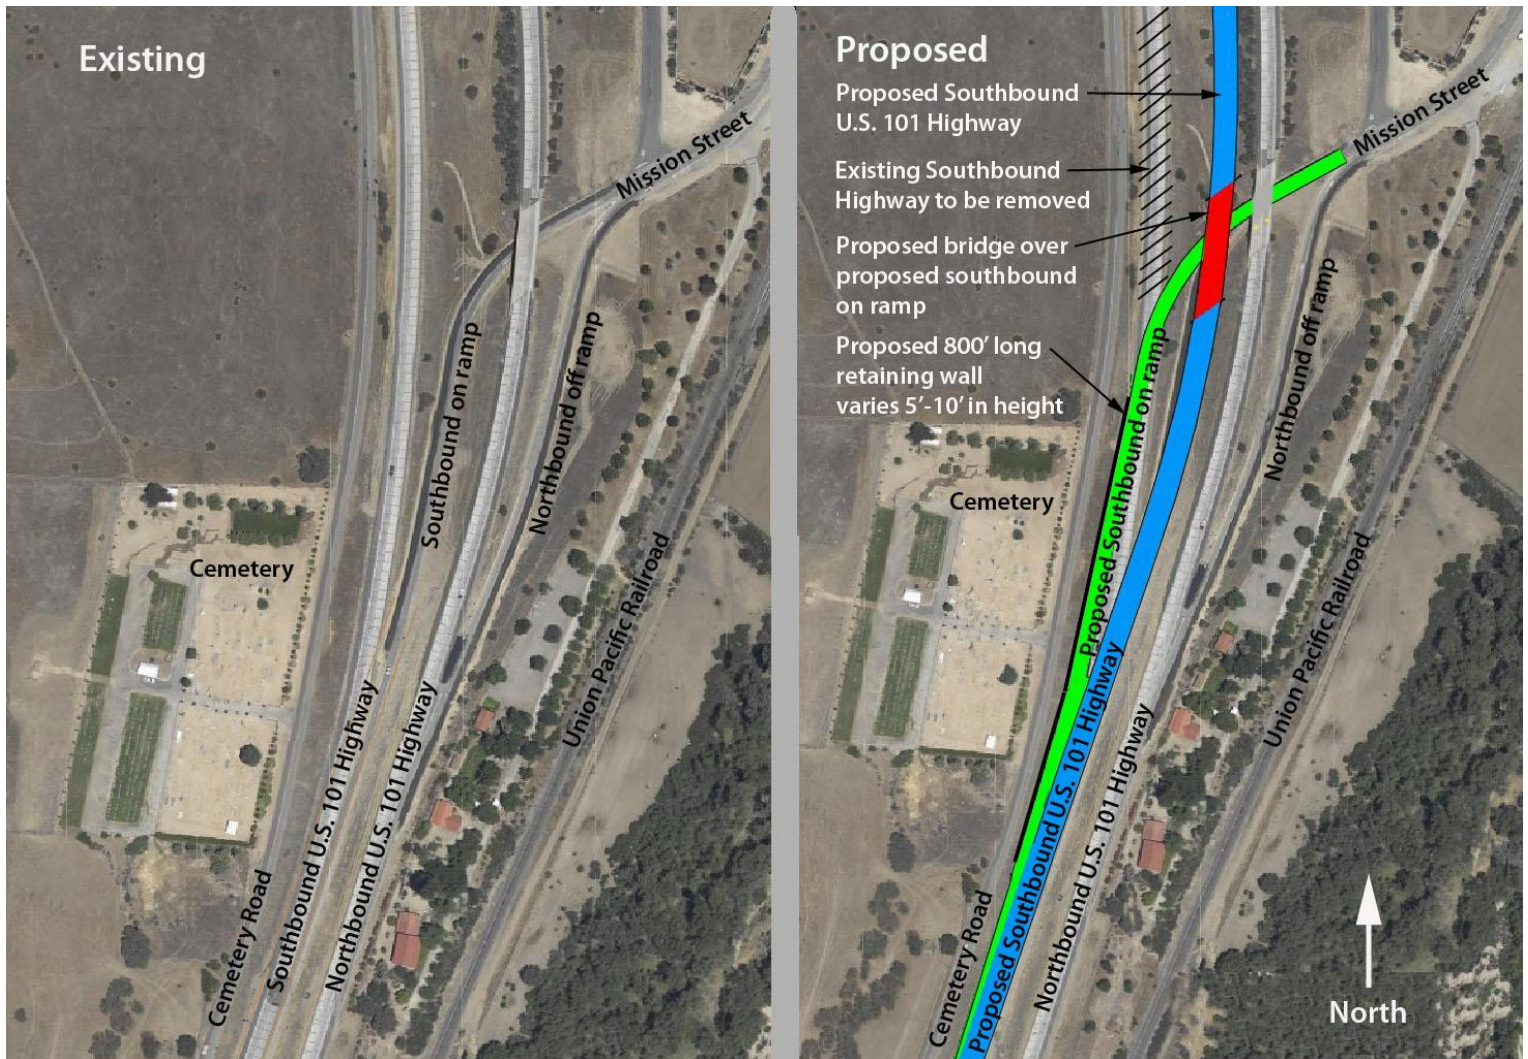 Existing
Mission Street
Southbound on ramp
Northbound off ramp
Cemetery
Union Pacific Railroad
Southbound U.S. 101 Highway
Northbound U.S. 101 Highway
Cemetery Road
Proposed
Proposed Southbound
U.S. 101 Highway
Existing Southbound
Highway to be removed
Proposed bridge over
proposed southbound
on ramp
Proposed 800' long
retaining wall
varies 5'-10' in height
Mission Street
Northbound off ramp
Proposed Southbound on ramp
Cemetery
Union Pacific Railroad
Proposed Southbound U.S. 101 Highway
Northbound U.S. 101 Highway
Cemetery Road
North